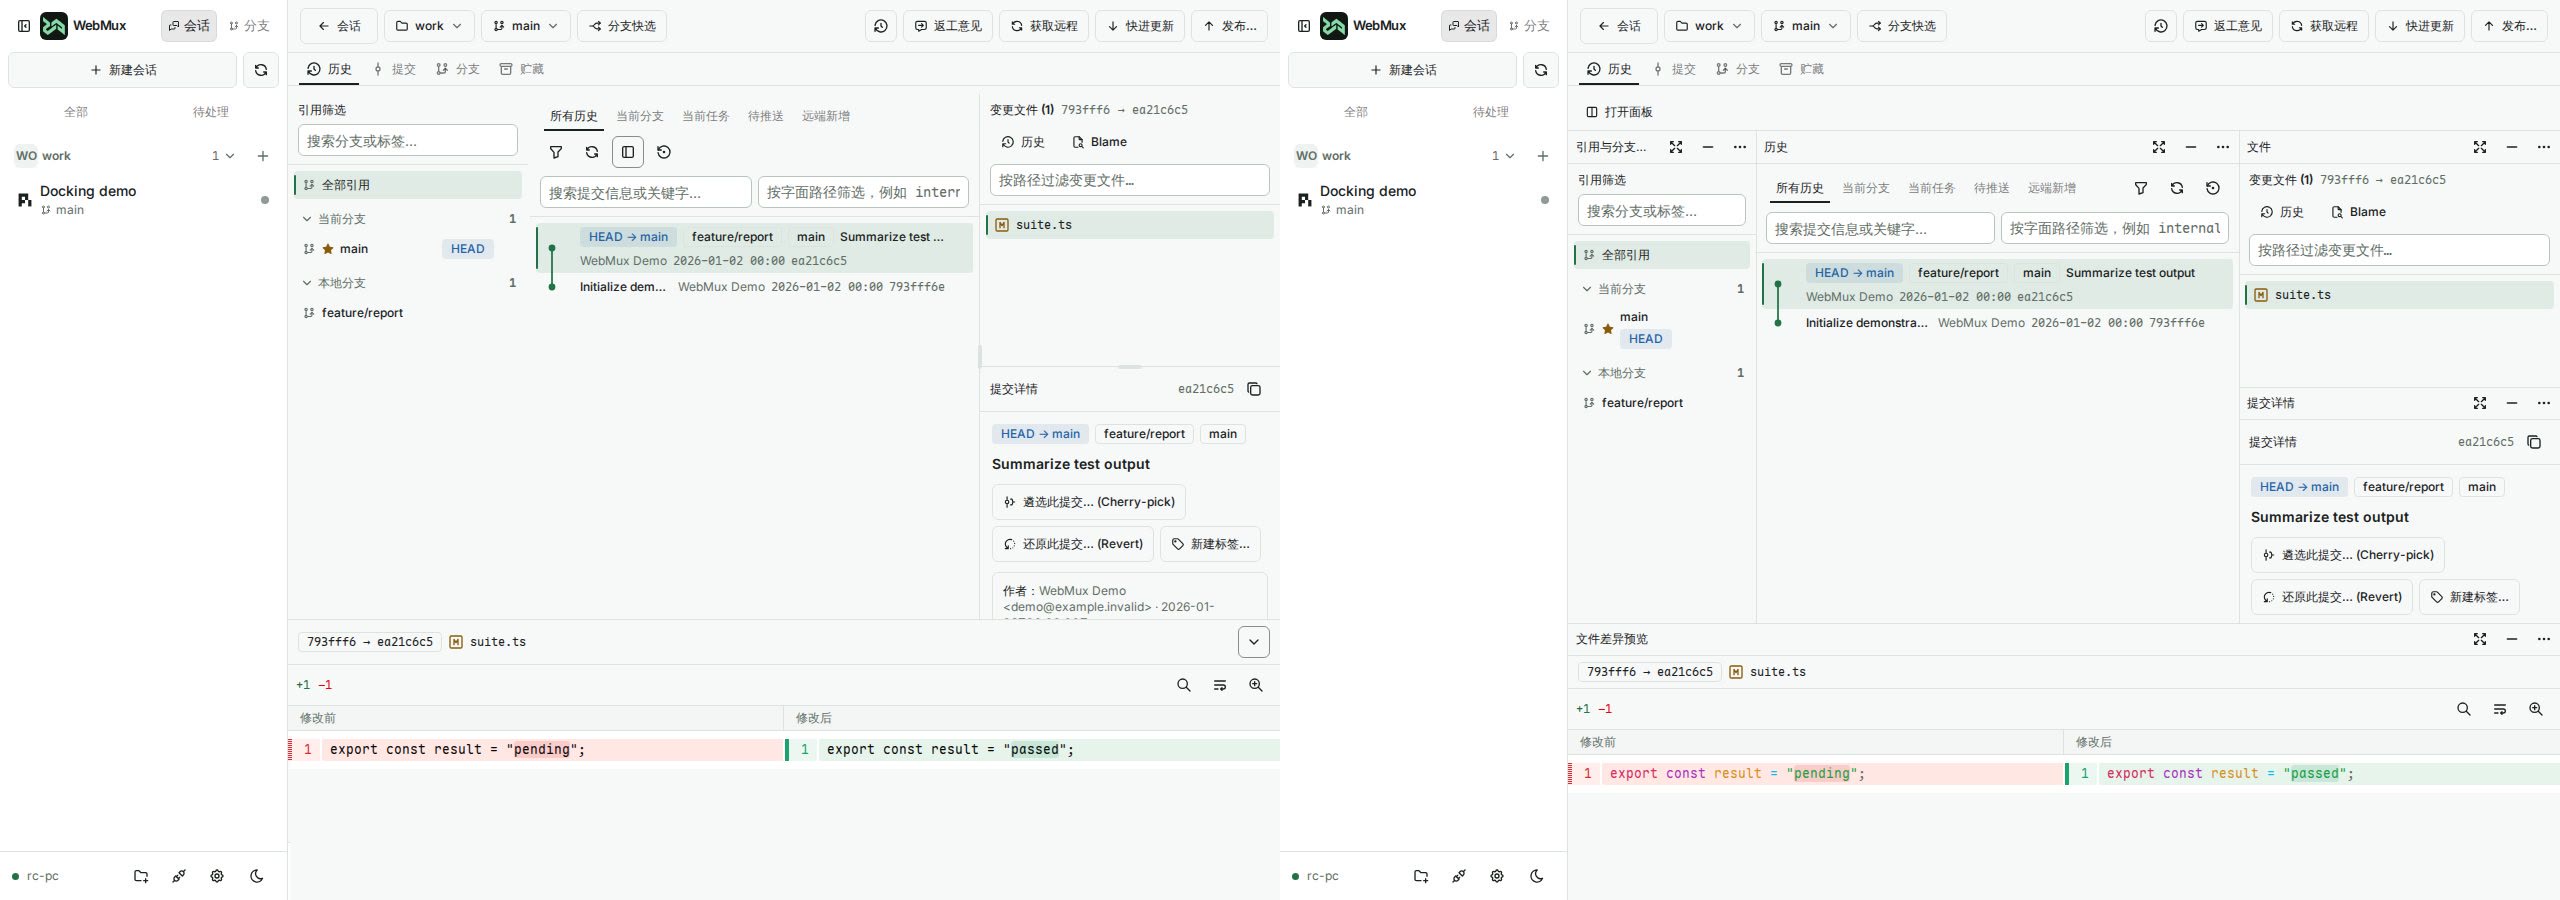 WebMux
会话
分支
新建会话
全部
待处理
WO work
1
Docking demo
main
rc-pc
会话
work
main
分支快选
返工意见
获取远程
快进更新
发布...
历史
提交
分支
贮藏
引用筛选
搜索分支或标签...
全部引用
当前分支
1
main
HEAD
本地分支
1
feature/report
所有历史
当前分支
当前任务
待推送
远端新增
搜索提交信息或关键字...
按字面路径筛选，例如 intern
HEAD → main
feature/report
main
Summarize test ...
WebMux Demo 2026-01-02 00:00 ea21c6c5
Initialize dem...
WebMux Demo 2026-01-02 00:00 793fff6e
变更文件 (1) 793fff6 → ea21c6c5
历史
Blame
按路径过滤变更文件…
M suite.ts
提交详情
ea21c6c5
HEAD → main
feature/report
main
Summarize test output
遴选此提交... (Cherry-pick)
还原此提交... (Revert)
新建标签...
作者：WebMux Demo
<demo@example.invalid> · 2026-01-
793fff6 → ea21c6c5
M suite.ts
+1 −1
修改前
修改后
1 export const result = "pending";
1 export const result = "passed";
WebMux
会话
分支
新建会话
全部
待处理
WO work
1
Docking demo
main
rc-pc
会话
work
main
分支快选
返工意见
获取远程
快进更新
发布...
历史
提交
分支
贮藏
打开面板
引用与分支...
引用筛选
搜索分支或标签...
全部引用
当前分支
1
main
HEAD
本地分支
1
feature/report
历史
所有历史
当前分支
当前任务
待推送
远端新增
搜索提交信息或关键字...
按字面路径筛选，例如 internal
HEAD → main
feature/report
main
Summarize test output
WebMux Demo 2026-01-02 00:00 ea21c6c5
Initialize demonstra...
WebMux Demo 2026-01-02 00:00 793fff6e
文件
变更文件 (1) 793fff6 → ea21c6c5
历史
Blame
按路径过滤变更文件…
M suite.ts
提交详情
提交详情
ea21c6c5
HEAD → main
feature/report
main
Summarize test output
遴选此提交... (Cherry-pick)
还原此提交... (Revert)
新建标签...
文件差异预览
793fff6 → ea21c6c5
M suite.ts
+1 −1
修改前
修改后
1 export const result = "pending";
1 export const result = "passed";